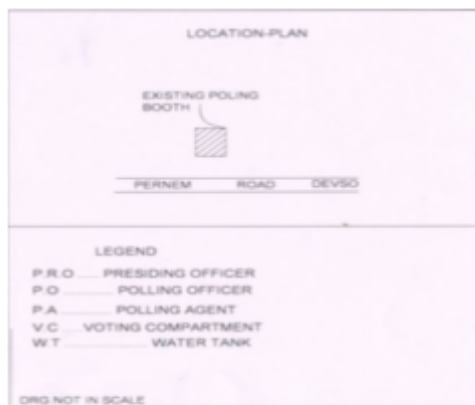 LOCATION-PLAN
EXISTING POLING
BOOTH
PERNEM ROAD DEVSO
LEGEND
P.R.O ..... PRESIDING OFFICER
P.O .............. POLLING OFFICER
P.A .............. POLLING AGENT
V.C ..... VOTING COMPARTMENT
W.T ..................... WATER TANK
DRG NOT IN SCALE